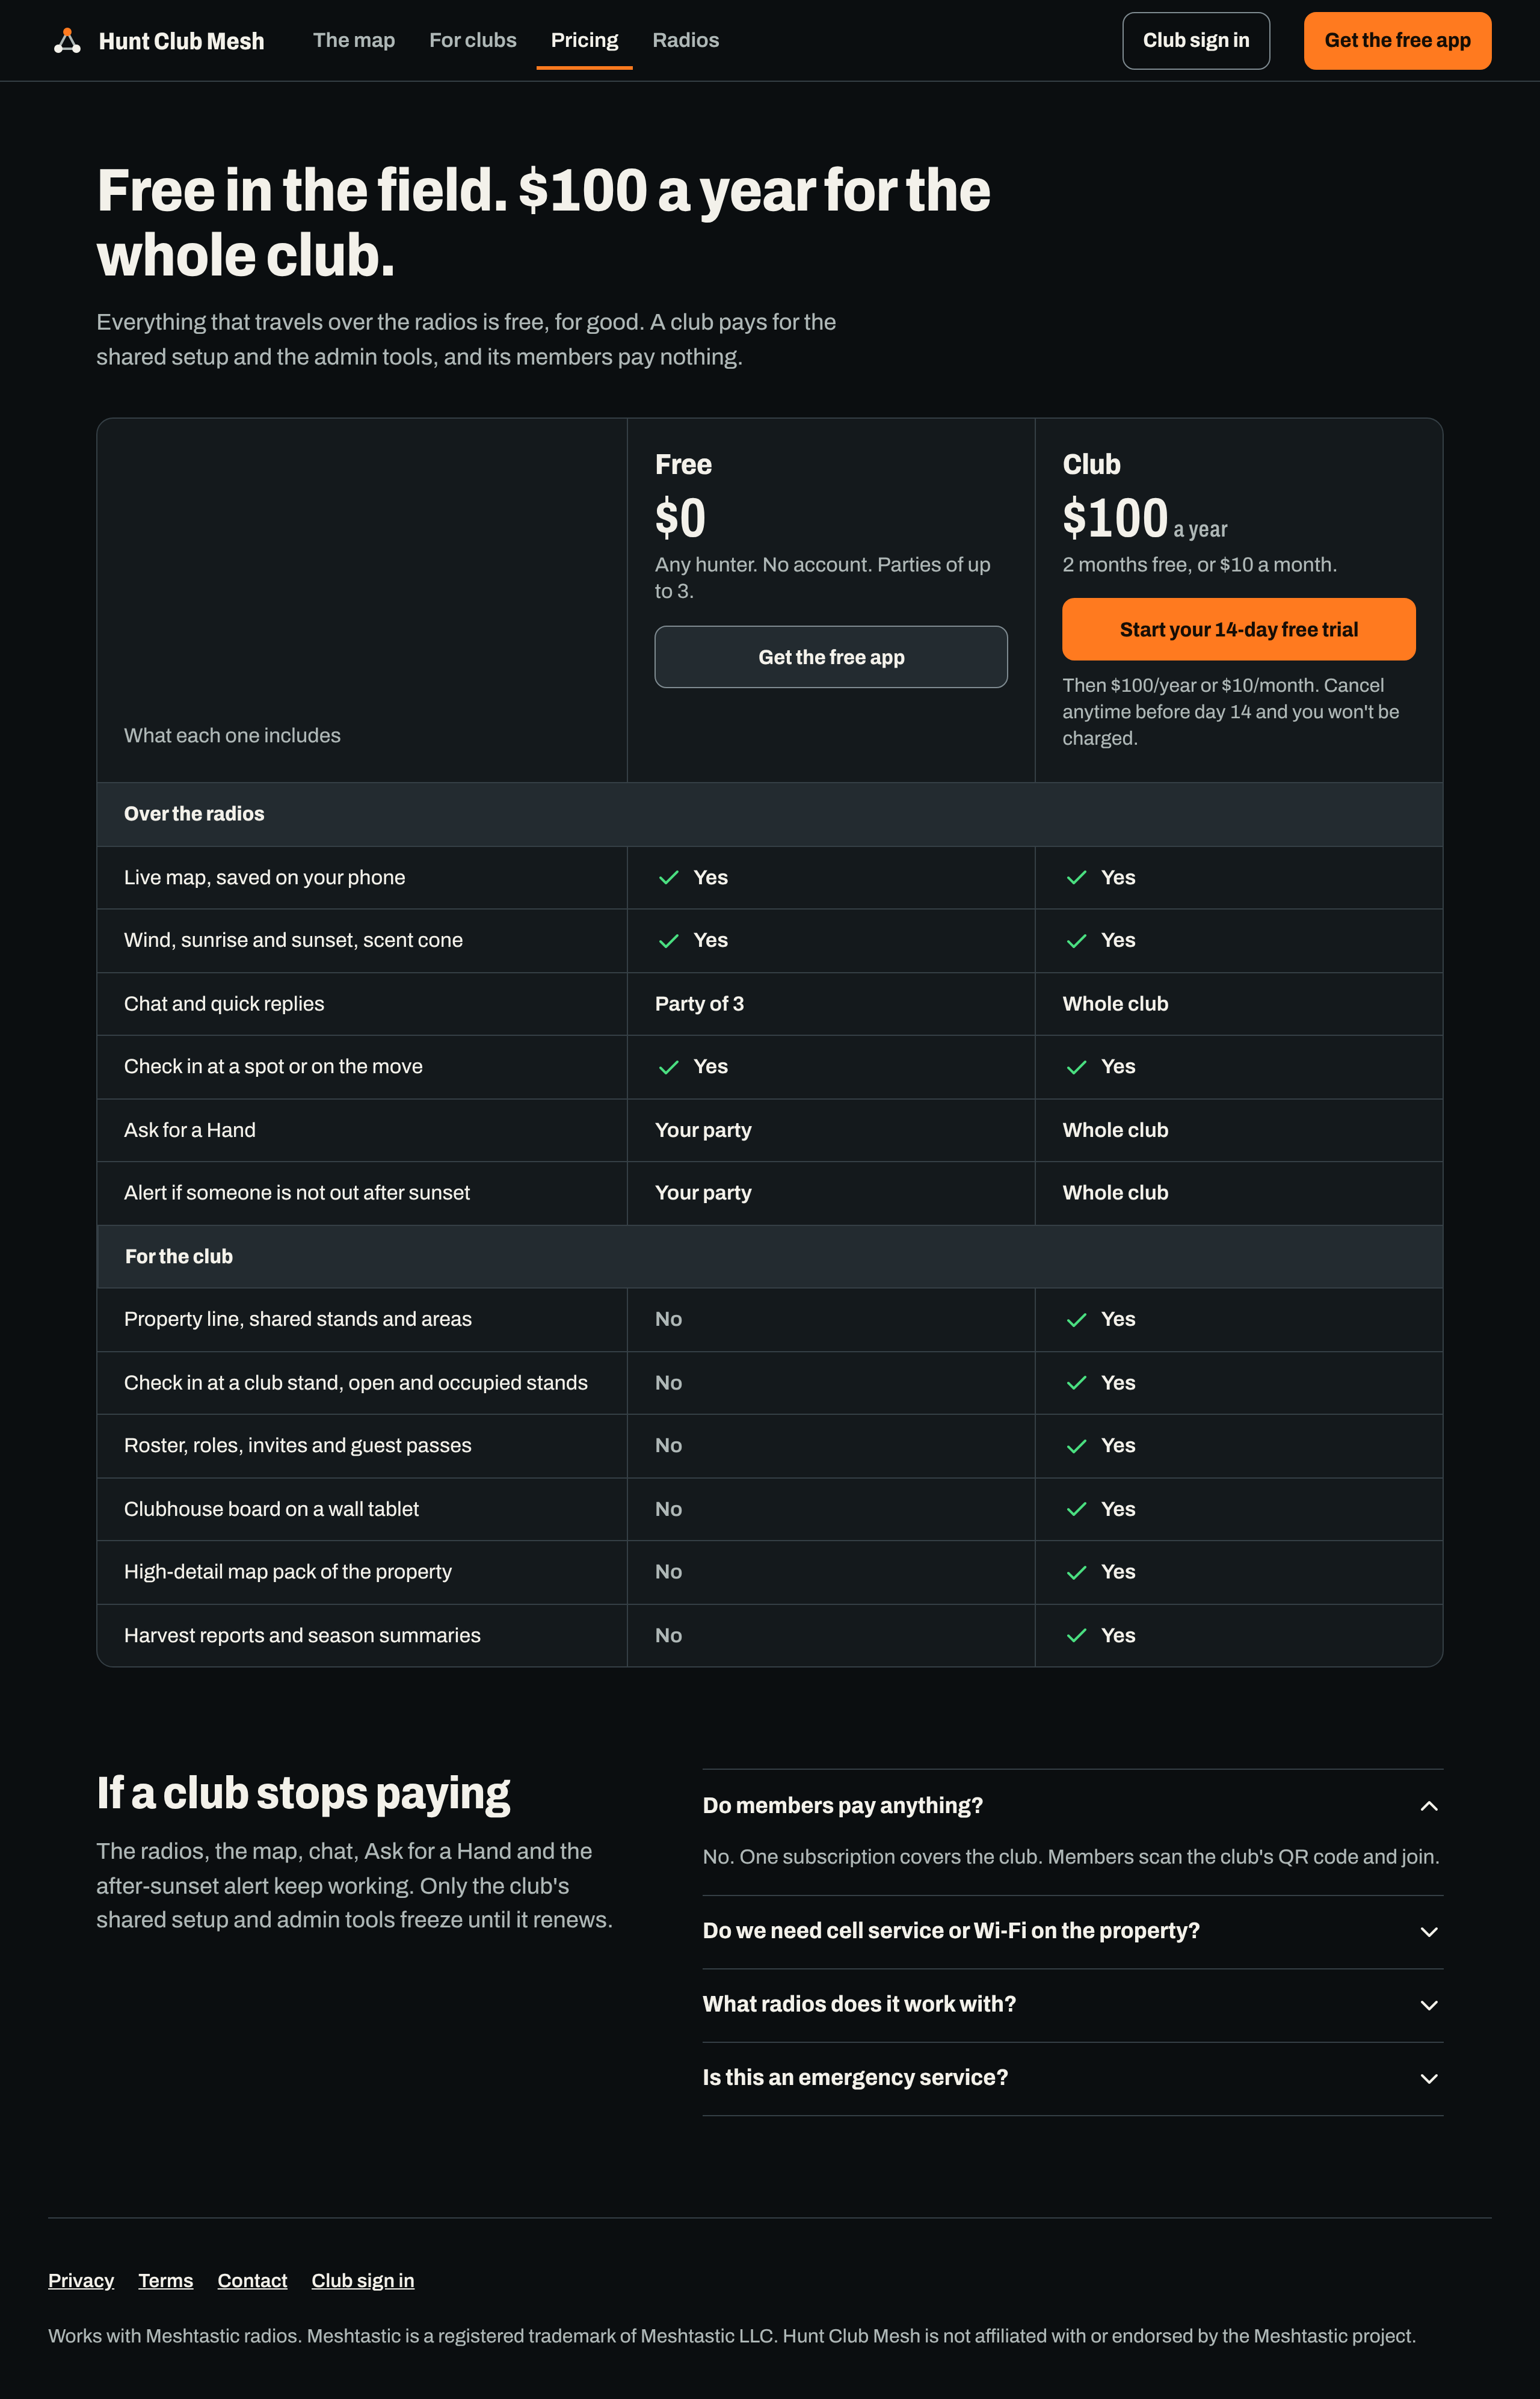 Hunt Club Mesh
The map
For clubs
Pricing
Radios
Club sign in
Get the free app
Free in the field. $100 a year for the
whole club.
Everything that travels over the radios is free, for good. A club pays for the
shared setup and the admin tools, and its members pay nothing.
What each one includes
Free
$0
Any hunter. No account. Parties of up
to 3.
Get the free app
Club
$100 a year
2 months free, or $10 a month.
Start your 14-day free trial
Then $100/year or $10/month. Cancel
anytime before day 14 and you won't be
charged.
Over the radios
Live map, saved on your phone Yes Yes
Wind, sunrise and sunset, scent cone Yes Yes
Chat and quick replies Party of 3 Whole club
Check in at a spot or on the move Yes Yes
Ask for a Hand Your party Whole club
Alert if someone is not out after sunset Your party Whole club
For the club
Property line, shared stands and areas No Yes
Check in at a club stand, open and occupied stands No Yes
Roster, roles, invites and guest passes No Yes
Clubhouse board on a wall tablet No Yes
High-detail map pack of the property No Yes
Harvest reports and season summaries No Yes
If a club stops paying
The radios, the map, chat, Ask for a Hand and the
after-sunset alert keep working. Only the club's
shared setup and admin tools freeze until it renews.
Do members pay anything?
No. One subscription covers the club. Members scan the club's QR code and join.
Do we need cell service or Wi-Fi on the property?
What radios does it work with?
Is this an emergency service?
Privacy
Terms
Contact
Club sign in
Works with Meshtastic radios. Meshtastic is a registered trademark of Meshtastic LLC. Hunt Club Mesh is not affiliated with or endorsed by the Meshtastic project.